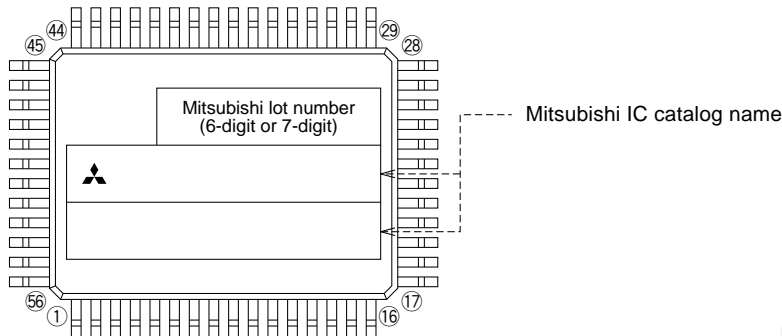 44 29
45 28
Mitsubishi lot number
(6-digit or 7-digit)
Mitsubishi IC catalog name
56 17
1 16